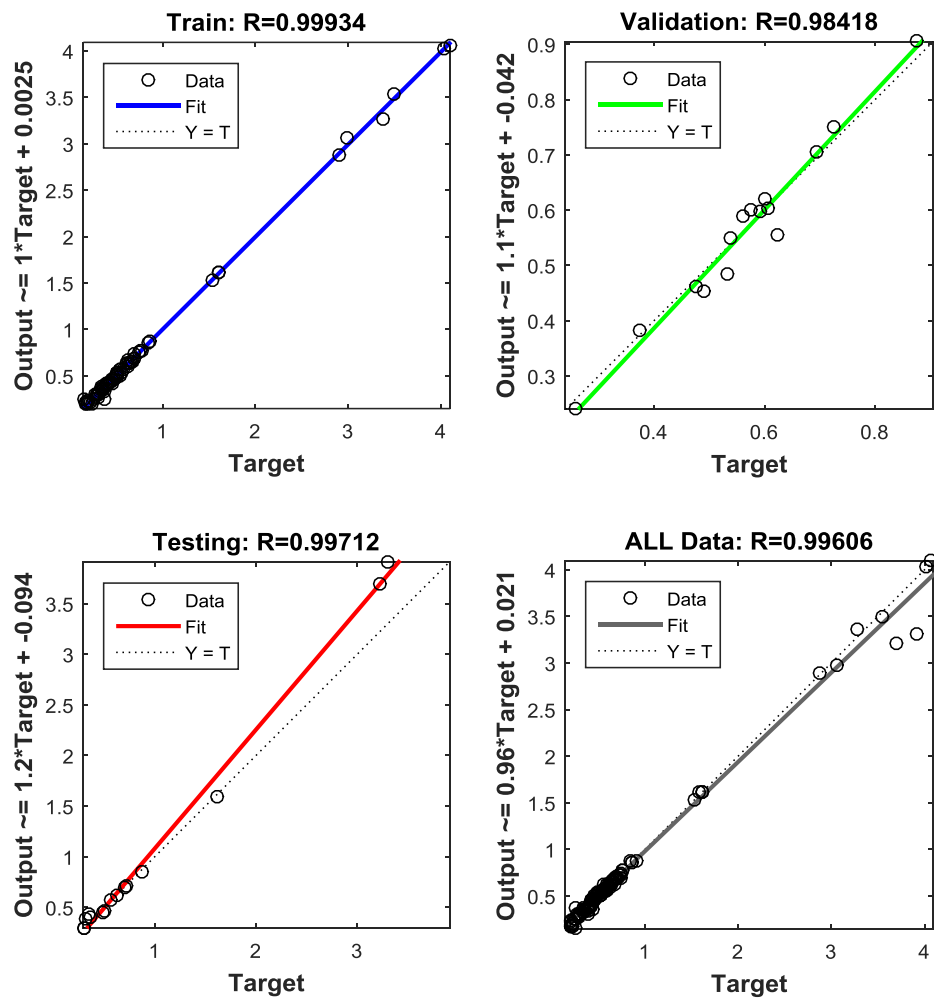 Train: R=0.99934
Output ~= 1*Target + 0.0025
4
3.5
3
2.5
2
1.5
1
0.5
Data
Fit
Y = T
1
2
3
4
Target
Validation: R=0.98418
Output ~= 1.1*Target + -0.042
0.9
0.8
0.7
0.6
0.5
0.4
0.3
Data
Fit
Y = T
0.4
0.6
0.8
Target
Testing: R=0.99712
Output ~= 1.2*Target + -0.094
3.5
3
2.5
2
1.5
1
0.5
Data
Fit
Y = T
1
2
3
Target
ALL Data: R=0.99606
Output ~= 0.96*Target + 0.021
4
3.5
3
2.5
2
1.5
1
0.5
Data
Fit
Y = T
1
2
3
4
Target